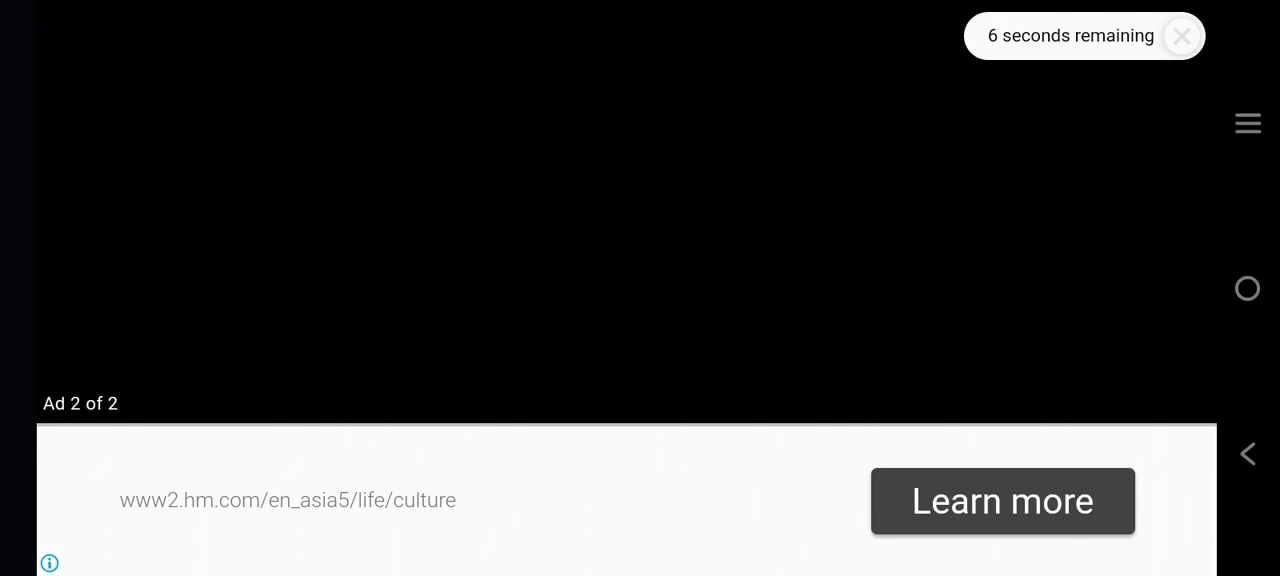 6 seconds remaining
Ad 2 of 2
www2.hm.com/en_asia5/life/culture
Learn more